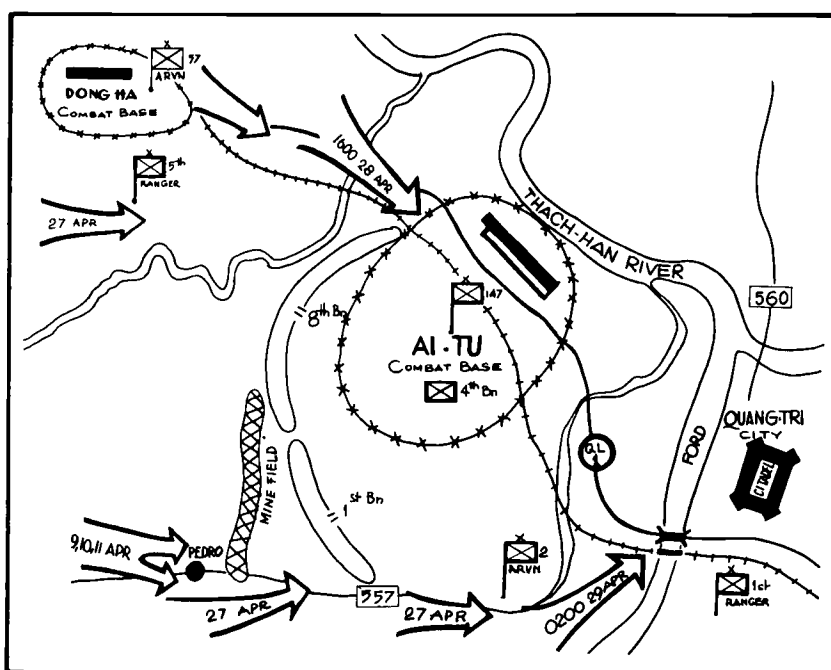 57
ARVN
DONG HA
COMBAT BASE
5th
RANGER
27 APR
1600 28 APR
THACH-HAN RIVER
560
8th Bn
147
AI-TU
COMBAT BASE
4th Bn
QUANG-TRI
CITY
CITADEL
FORD
QL
1
MINE FIELD
1st Bn
9,10,11 APR
PEDRO
27 APR
557
27 APR
2
ARVN
0200 29 APR
1st
RANGER